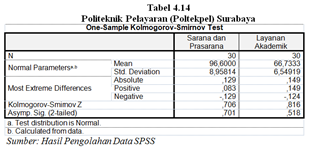 Tabel 4.14
Politeknik Pelayaran (Poltekpel) Surabaya
One-Sample Kolmogorov-Smirnov Test
Sarana dan Prasarana Layanan Akademik
N 30 30
Normal Parameters a,b Mean 96,6000 66,7333
Std. Deviation 8,95814 6,54919
Most Extreme Differences Absolute ,129 ,149
Positive ,083 ,149
Negative -,129 -,124
Kolmogorov-Smirnov Z ,706 ,816
Asymp. Sig. (2-tailed) ,701 ,518
a. Test distribution is Normal.
b. Calculated from data.
Sumber: Hasil Pengolahan Data SPSS